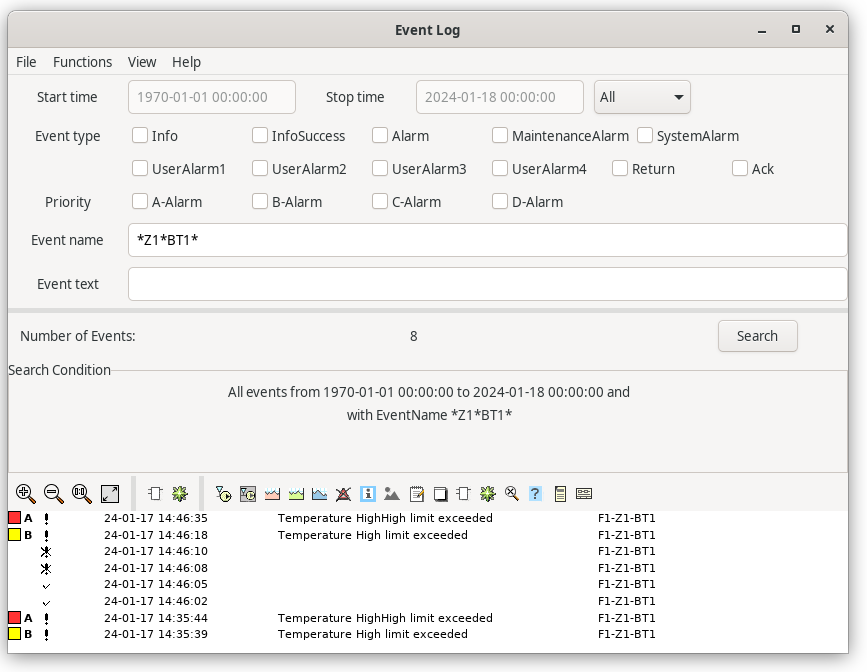 Event Log
File Functions View Help
Start time 1970-01-01 00:00:00 Stop time 2024-01-18 00:00:00 All
Event type Info InfoSuccess Alarm MaintenanceAlarm SystemAlarm
UserAlarm1 UserAlarm2 UserAlarm3 UserAlarm4 Return Ack
Priority A-Alarm B-Alarm C-Alarm D-Alarm
Event name *Z1*BT1*
Event text
Number of Events: 8 Search
Search Condition
All events from 1970-01-01 00:00:00 to 2024-01-18 00:00:00 and
with EventName *Z1*BT1*
A ! 24-01-17 14:46:35 Temperature HighHigh limit exceeded F1-Z1-BT1
B ! 24-01-17 14:46:18 Temperature High limit exceeded F1-Z1-BT1
24-01-17 14:46:10 F1-Z1-BT1
24-01-17 14:46:08 F1-Z1-BT1
24-01-17 14:46:05 F1-Z1-BT1
24-01-17 14:46:02 F1-Z1-BT1
A ! 24-01-17 14:35:44 Temperature HighHigh limit exceeded F1-Z1-BT1
B ! 24-01-17 14:35:39 Temperature High limit exceeded F1-Z1-BT1